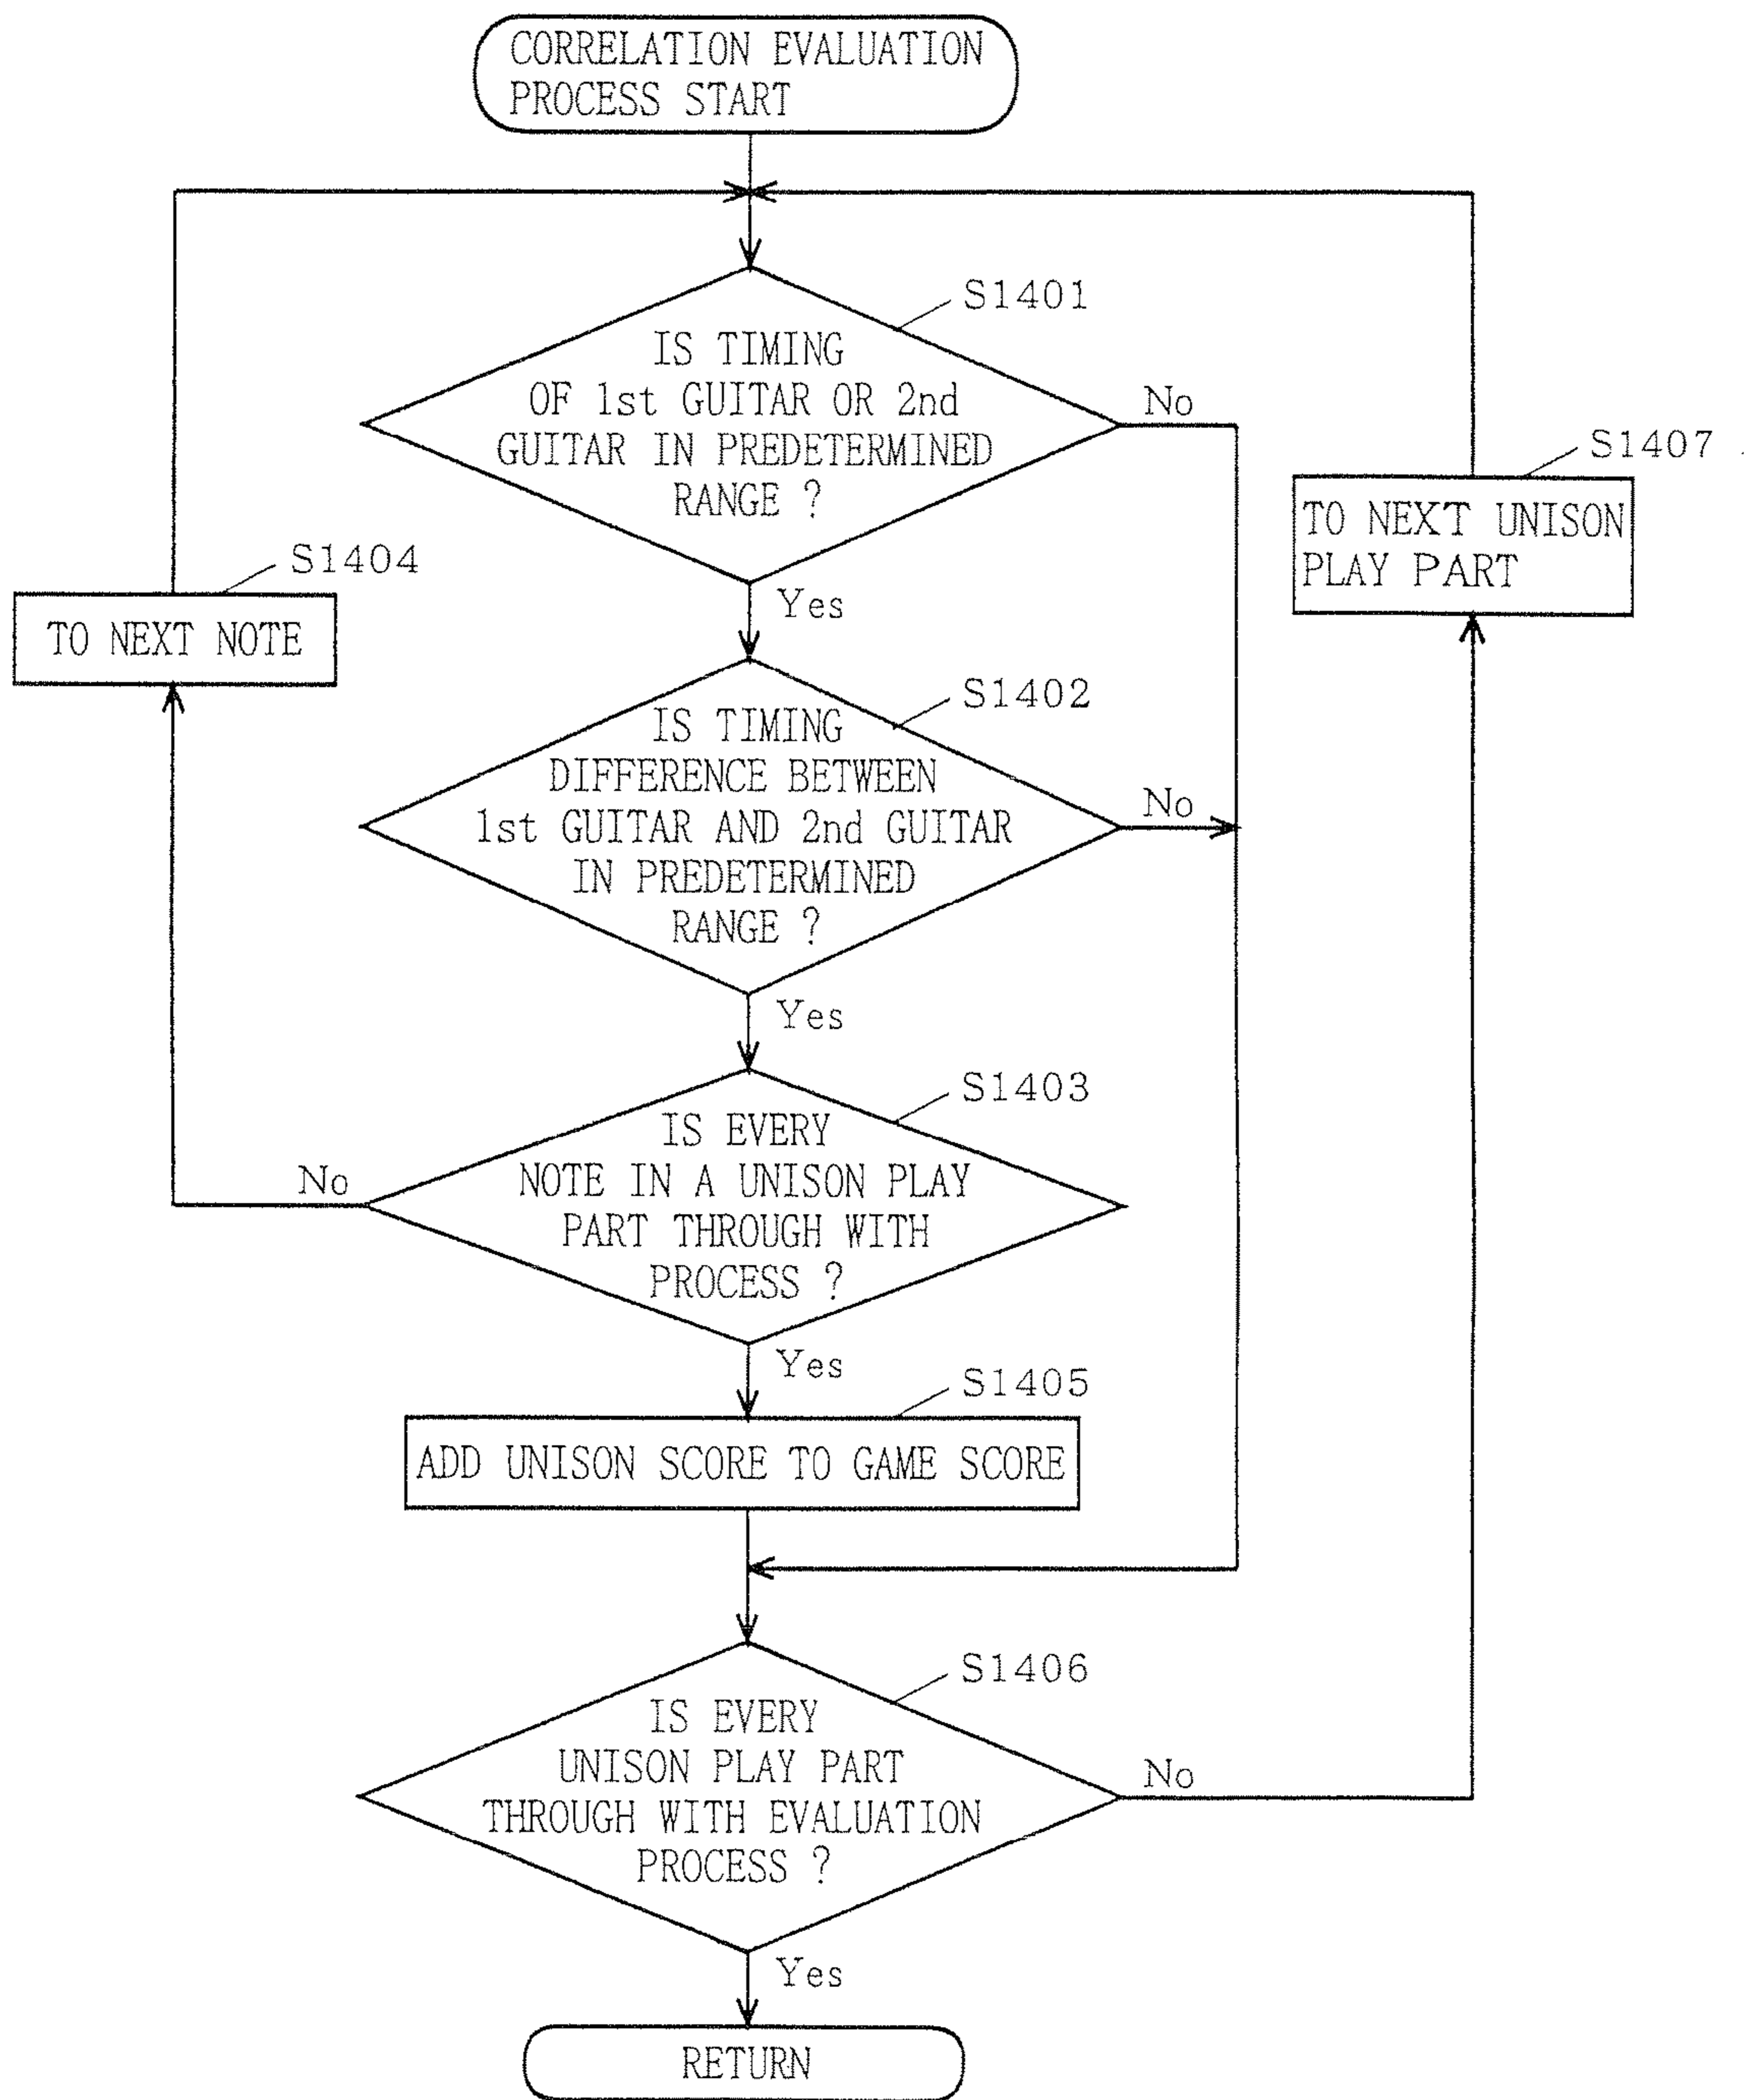 CORRELATION EVALUATION
PROCESS START
S1401
IS TIMING
OF 1st GUITAR OR 2nd
GUITAR IN PREDETERMINED
RANGE ?
No
Yes
S1407
TO NEXT UNISON
PLAY PART
S1404
TO NEXT NOTE
S1402
IS TIMING
DIFFERENCE BETWEEN
1st GUITAR AND 2nd GUITAR
IN PREDETERMINED
RANGE ?
No
Yes
S1403
IS EVERY
NOTE IN A UNISON PLAY
PART THROUGH WITH
PROCESS ?
No
Yes
S1405
ADD UNISON SCORE TO GAME SCORE
S1406
IS EVERY
UNISON PLAY PART
THROUGH WITH EVALUATION
PROCESS ?
No
Yes
RETURN